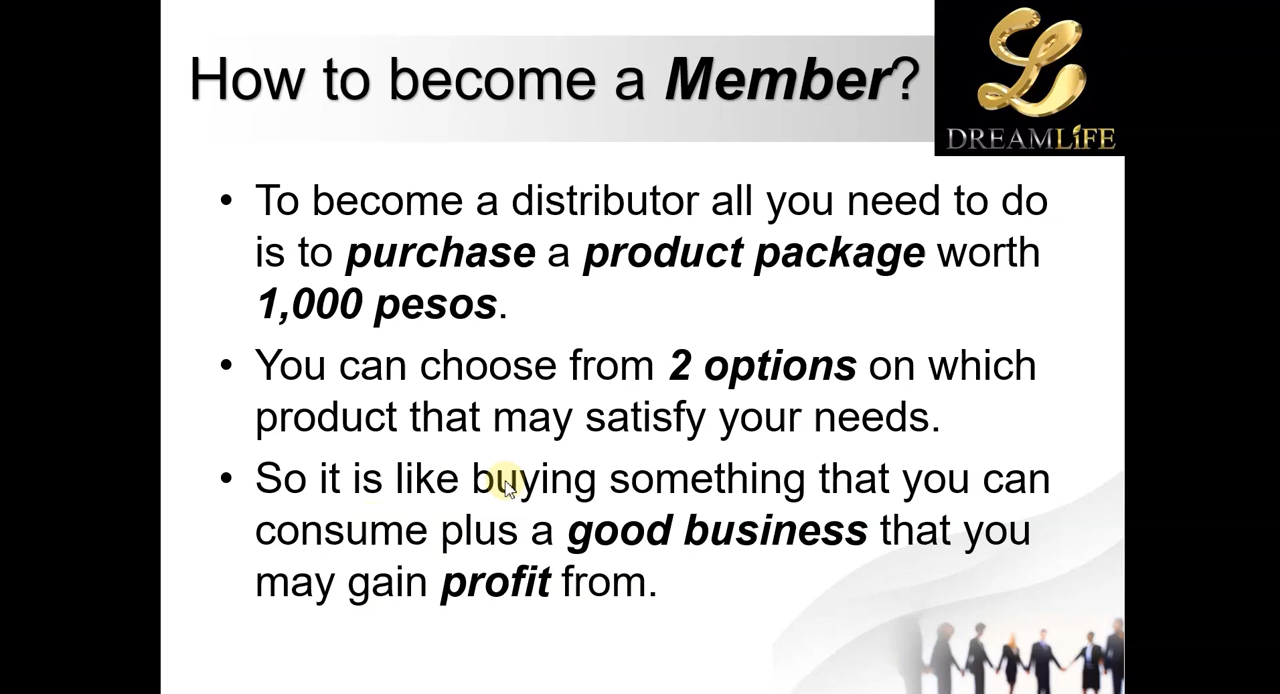 How to become a Member?
DREAMLiFE
• To become a distributor all you need to do
is to purchase a product package worth
1,000 pesos.
• You can choose from 2 options on which
product that may satisfy your needs.
• So it is like buying something that you can
consume plus a good business that you
may gain profit from.